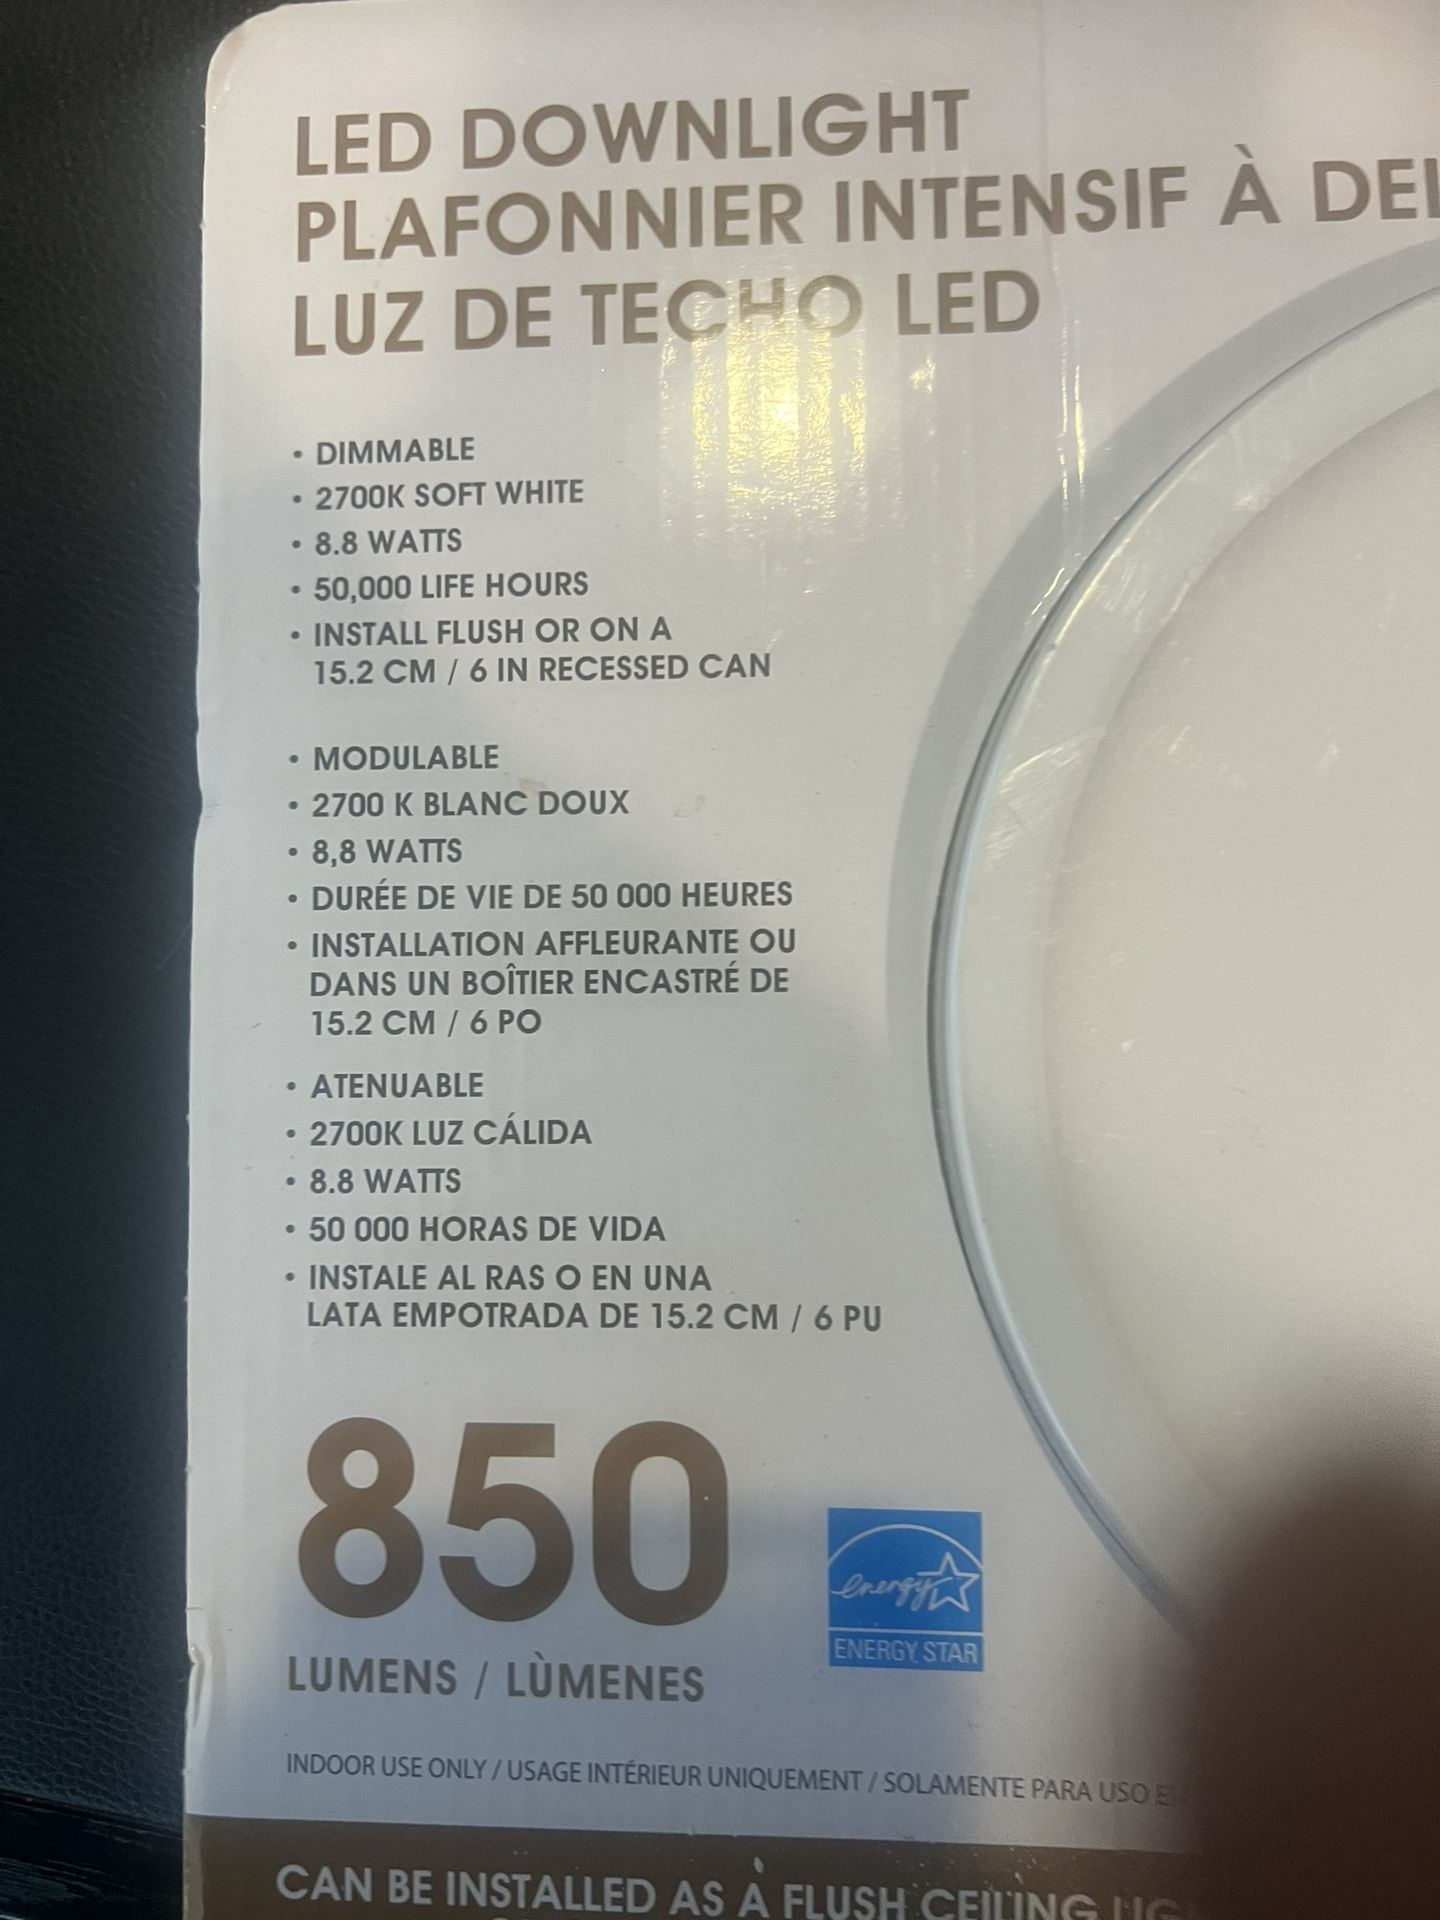 LED DOWNLIGHT
PLAFONNIER INTENSIF À
LUZ DE TECHO LED
• DIMMABLE
• 2700K SOFT WHITE
• 8.8 WATTS
• 50,000 LIFE HOURS
• INSTALL FLUSH OR ON A
15.2 CM / 6 IN RECESSED CAN
• MODULABLE
• 2700 K BLANC DOUX
• 8,8 WATTS
• DURÉE DE VIE DE 50 000 HEURES
• INSTALLATION AFFLEURANTE OU
DANS UN BOÎTIER ENCASTRÉ DE
15.2 CM / 6 PO
• ATENUABLE
• 2700K LUZ CÁLIDA
• 8.8 WATTS
• 50 000 HORAS DE VIDA
• INSTALE AL RAS O EN UNA
LATA EMPOTRADA DE 15.2 CM / 6 PU
850
LUMENS / LÙMENES
energy
ENERGY STAR
INDOOR USE ONLY / USAGE INTÉRIEUR UNIQUEMENT / SOLAMENTE PARA USO
CAN BE INSTALLED AS A FLUSH CEILING